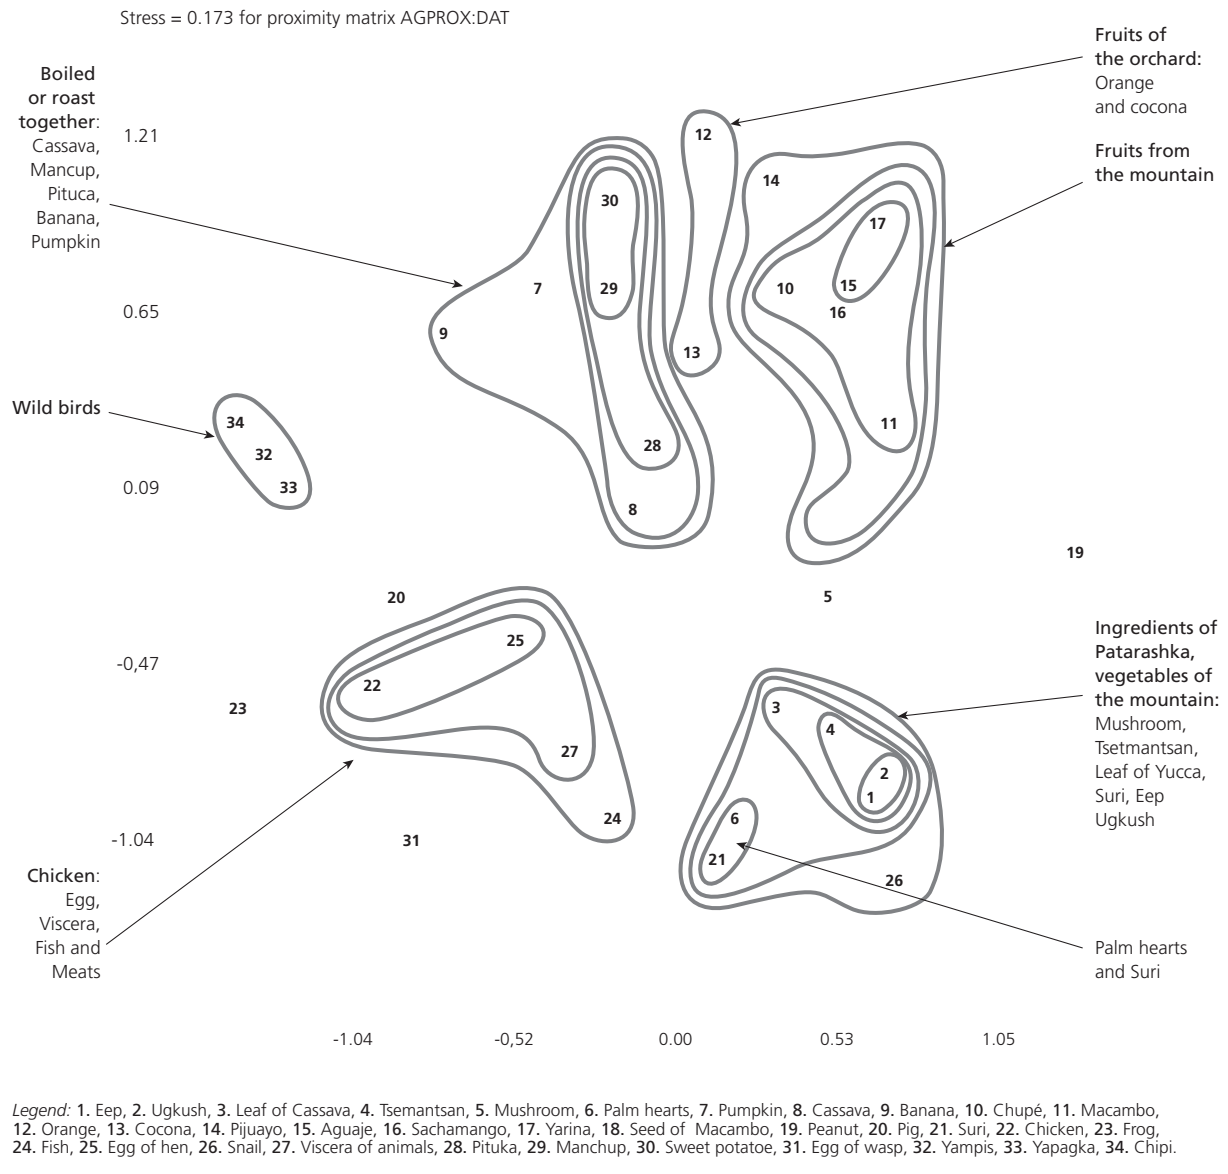 Stress = 0.173 for proximity matrix AGPROX:DAT
Fruits of
the orchard:
Orange
and cocona
Boiled
or roast
together:
Cassava,
Mancup,
Pituca,
Banana,
Pumpkin
Fruits from
the mountain
1.21
12
14
30
17
7
29
10
15
0.65
16
9
13
Wild birds
34
11
32
28
0.09
33
8
19
20
5
25
Ingredients of
Patarashka,
vegetables of
the mountain:
Mushroom,
Tsetmantsan,
Leaf of Yucca,
Suri, Eep
Ugkush
-0,47
22
23
3
4
27
2
1
24
6
-1.04
31
21
26
Chicken:
Egg,
Viscera,
Fish and
Meats
Palm hearts
and Suri
-1.04
-0,52
0.00
0.53
1.05
Legend: 1. Eep, 2. Ugkush, 3. Leaf of Cassava, 4. Tsemantsan, 5. Mushroom, 6. Palm hearts, 7. Pumpkin, 8. Cassava, 9. Banana, 10. Chupé, 11. Macambo,
12. Orange, 13. Cocona, 14. Pijuayo, 15. Aguaje, 16. Sachamango, 17. Yarina, 18. Seed of Macambo, 19. Peanut, 20. Pig, 21. Suri, 22. Chicken, 23. Frog,
24. Fish, 25. Egg of hen, 26. Snail, 27. Viscera of animals, 28. Pituka, 29. Manchup, 30. Sweet potatoe, 31. Egg of wasp, 32. Yampis, 33. Yapagka, 34. Chipi.